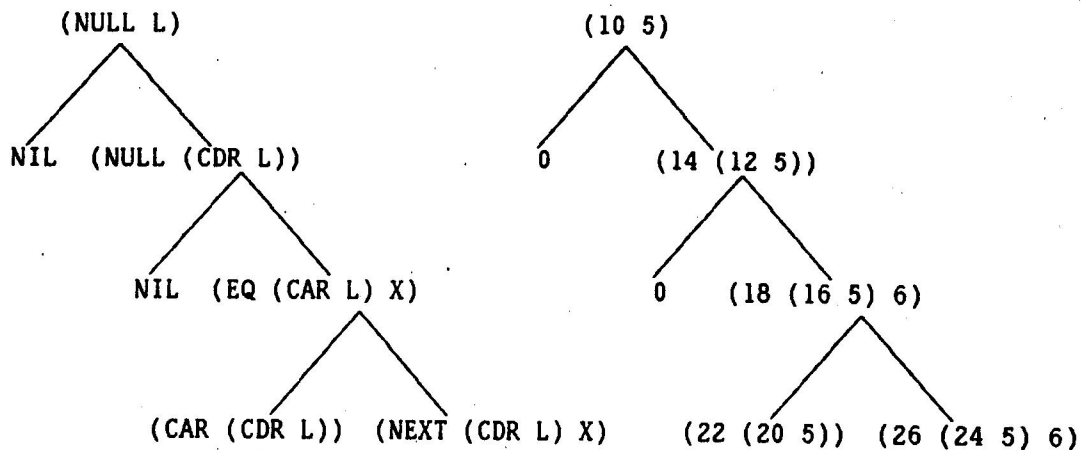 (NULL L) (10 5)
NIL (NULL (CDR L)) 0 (14 (12 5))
NIL (EQ (CAR L) X) 0 (18 (16 5) 6)
(CAR (CDR L)) (NEXT (CDR L) X) (22 (20 5)) (26 (24 5) 6)